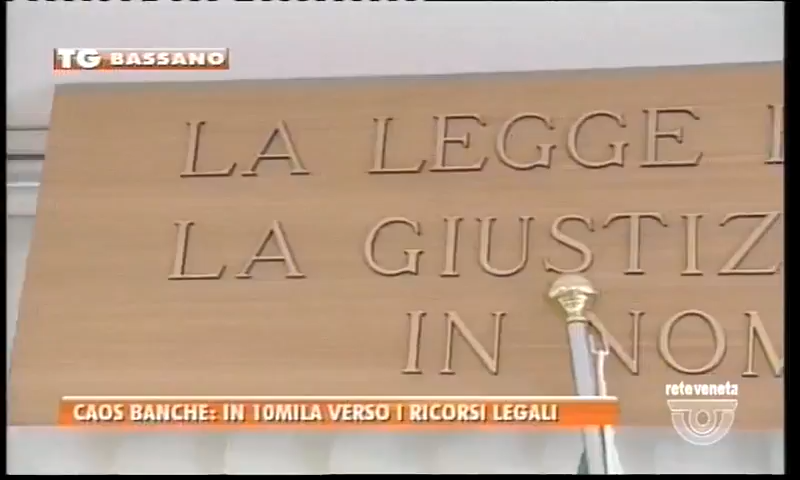 TG BASSANO
LA LEGGE
LA GIUSTIZ
IN NOM
CAOS BANCHE: IN 10MILA VERSO I RICORSI LEGALI
reteveneta